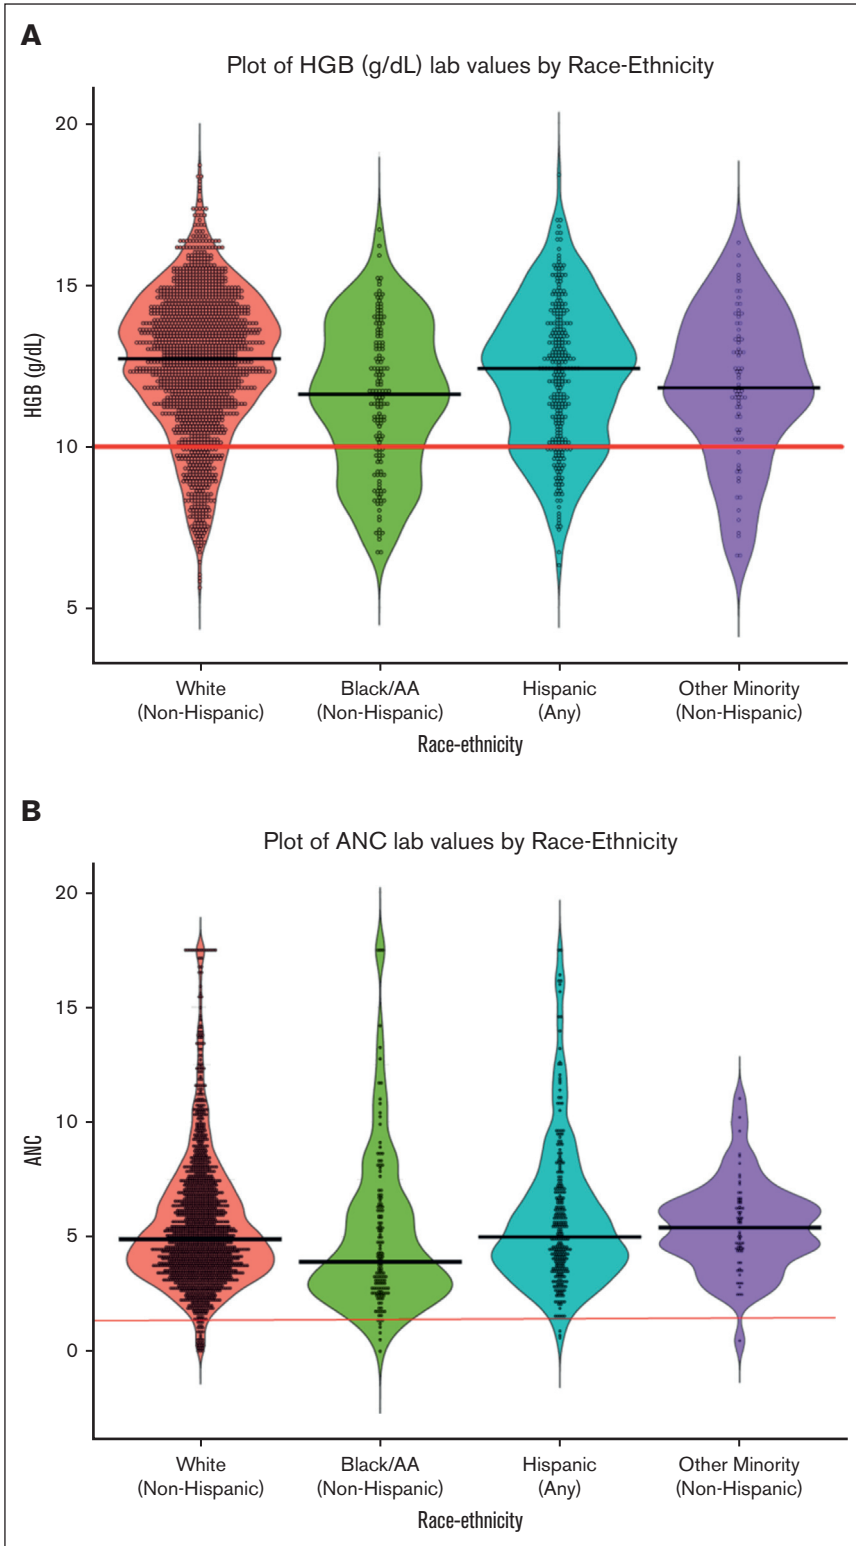 A
Plot of HGB (g/dL) lab values by Race-Ethnicity
HGB (g/dL)
20
15
10
5
White
(Non-Hispanic)
Black/AA
(Non-Hispanic)
Hispanic
(Any)
Other Minority
(Non-Hispanic)
Race-ethnicity
B
Plot of ANC lab values by Race-Ethnicity
ANC
20
15
10
5
0
White
(Non-Hispanic)
Black/AA
(Non-Hispanic)
Hispanic
(Any)
Other Minority
(Non-Hispanic)
Race-ethnicity